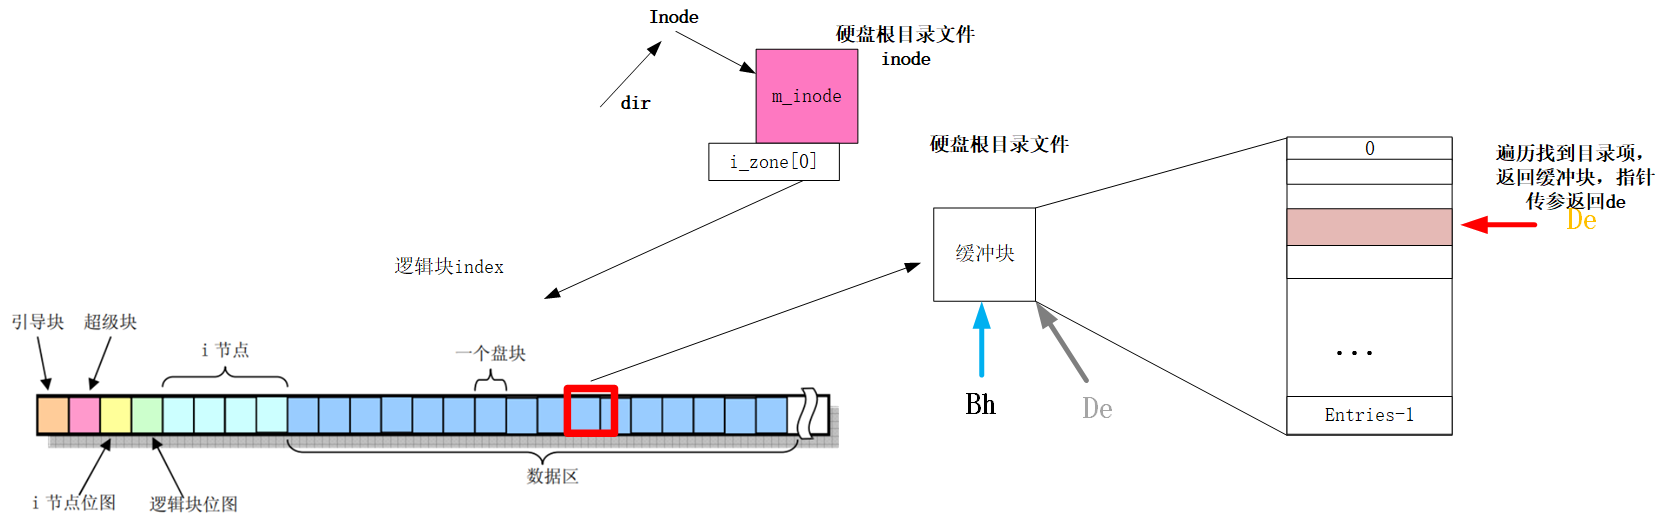 Inode
硬盘根目录文件
inode
dir
m_inode
i_zone[0]
硬盘根目录文件
0
遍历找到目录项,
返回缓冲块, 指针
传参返回de
De
缓冲块
逻辑块index
引导块
超级块
i 节点
一个盘块
...
Bh
De
Entries-1
数据区
i 节点位图
逻辑块位图